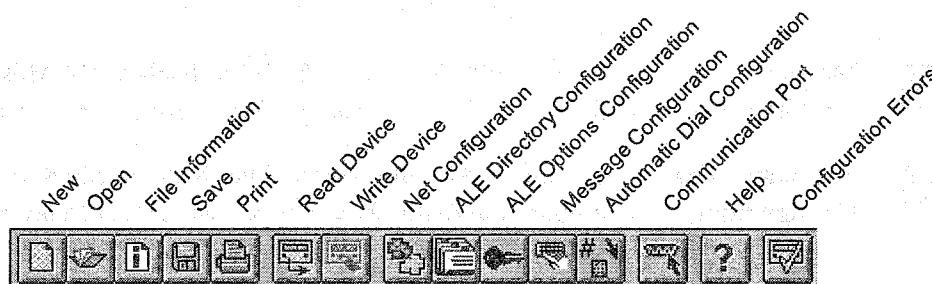 New
Open
File Information
Save
Print
Read Device
Write Device
Net Configuration
ALE Directory Configuration
ALE Options Configuration
Message Configuration
Automatic Dial Configuration
Communication Port
Help
Configuration Errors
i
#
?